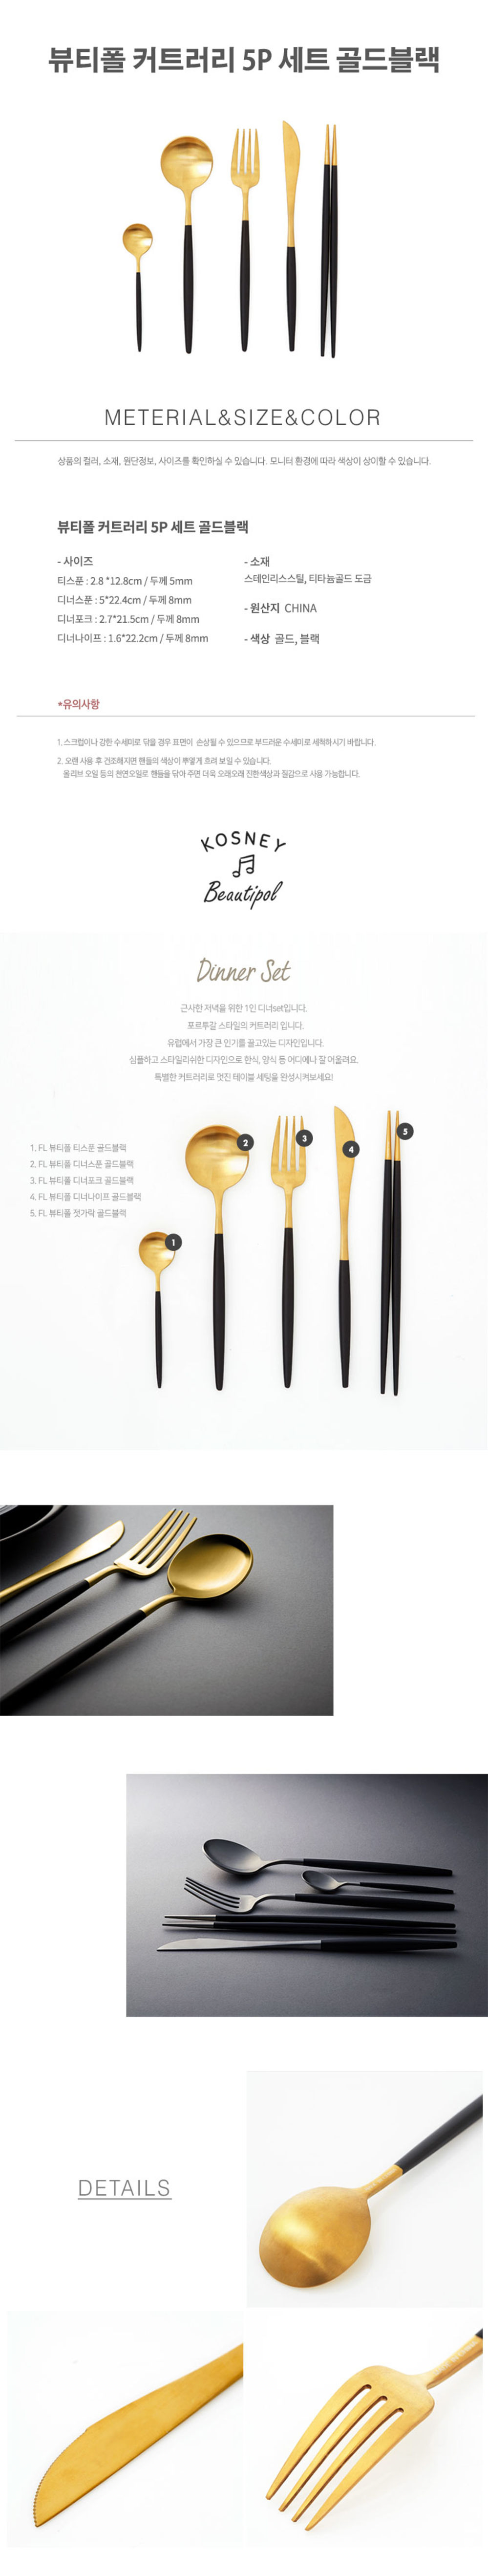 뷰티폴 커트러리 5P 세트 골드블랙
METERIAL&SIZE&COLOR
상품의 컬러, 소재, 원단정보, 사이즈를 확인하실 수 있습니다. 모니터 환경에 따라 색상이 상이할 수 있습니다.
뷰티폴 커트러리 5P 세트 골드블랙
- 사이즈
티스푼 : 2.8 *12.8cm / 두께 5mm
디너스푼 : 5*22.4cm / 두께 8mm
디너포크 : 2.7*21.5cm / 두께 8mm
디너나이프 : 1.6*22.2cm / 두께 8mm
- 소재
스테인리스스틸, 티타늄골드 도금
- 원산지 CHINA
- 색상 골드, 블랙
*유의사항
1. 스크럽이나 강한 수세미로 닦을 경우 표면이 손상될 수 있으므로 부드러운 수세미로 세척하시기 바랍니다.
2. 오랜 사용 후 건조해지면 핸들의 색상이 뿌옇게 흐려 보일 수 있습니다.
올리브 오일 등의 천연오일로 핸들을 닦아 주면 더욱 오래오래 진한색상과 질감으로 사용 가능합니다.
KOSNEY
Beautipol
Dinner Set
근사한 저녁을 위한 1인 디너set입니다.
포르투갈 스타일의 커트러리 입니다.
유럽에서 가장 큰 인기를 끌고있는 디자인입니다.
심플하고 스타일리쉬한 디자인으로 한식, 양식 등 어디에나 잘 어울려요.
특별한 커트러리로 멋진 테이블 세팅을 완성시켜보세요!
1. FL 뷰티폴 티스푼 골드블랙
2. FL 뷰티폴 디너스푼 골드블랙
3. FL 뷰티폴 디너포크 골드블랙
4. FL 뷰티폴 디너나이프 골드블랙
5. FL 뷰티폴 젓가락 골드블랙
1
2
3
4
5
DETAILS